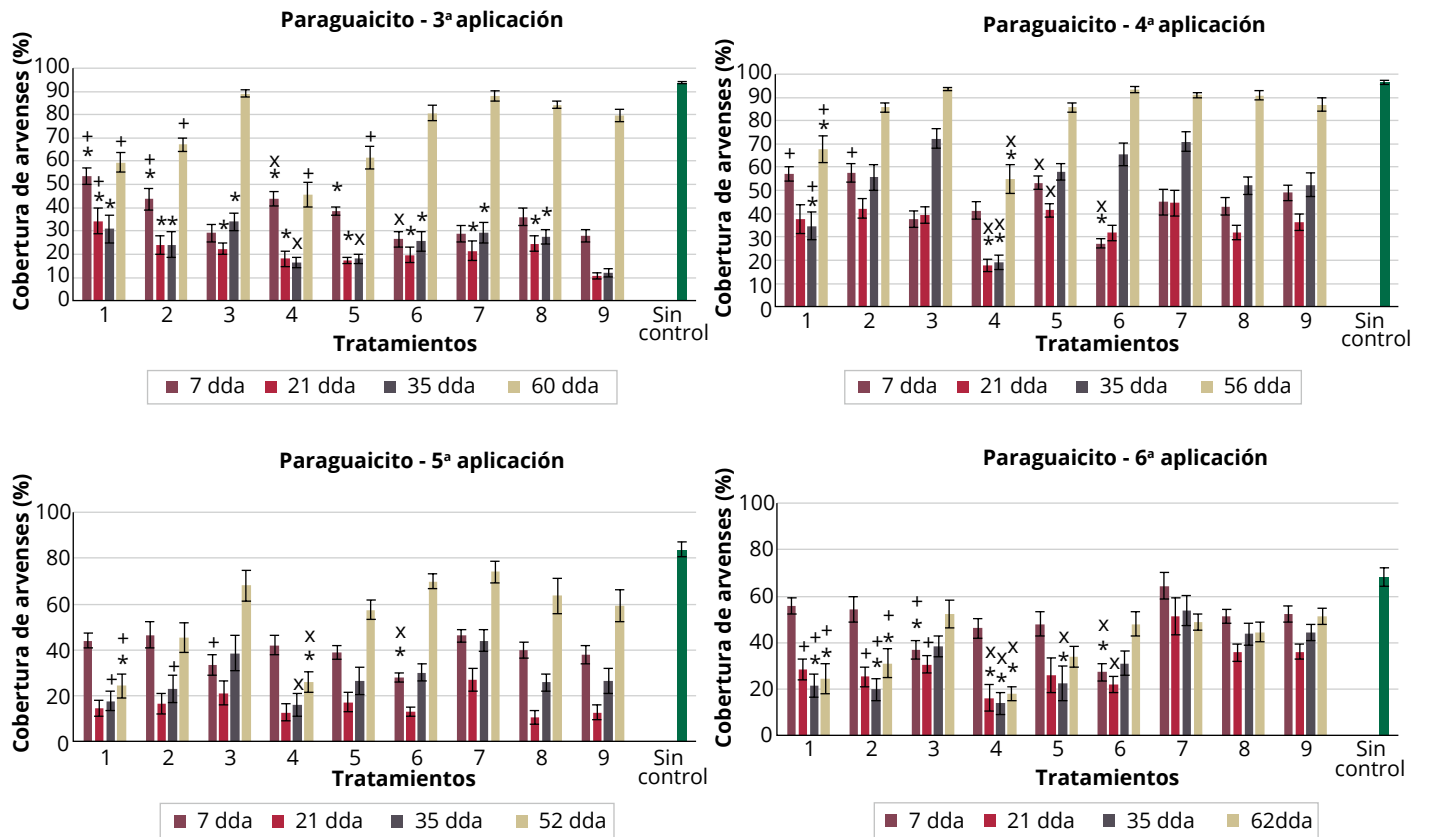 Paraguaicito - 3ª aplicación
Cobertura de arvenses (%)
100
90
80
70
60
50
40
30
20
10
0
1 2 3 4 5 6 7 8 9 Sin control
Tratamientos
7 dda 21 dda 35 dda 60 dda
Paraguaicito - 4ª aplicación
Cobertura de arvenses (%)
100
90
80
70
60
50
40
30
20
10
0
1 2 3 4 5 6 7 8 9 Sin control
Tratamientos
7 dda 21 dda 35 dda 56 dda
Paraguaicito - 5ª aplicación
Cobertura de arvenses (%)
100
80
60
40
20
0
1 2 3 4 5 6 7 8 9 Sin control
Tratamientos
7 dda 21 dda 35 dda 52 dda
Paraguaicito - 6ª aplicación
Cobertura de arvenses (%)
100
80
60
40
20
0
1 2 3 4 5 6 7 8 9 Sin control
Tratamientos
7 dda 21 dda 35 dda 62dda